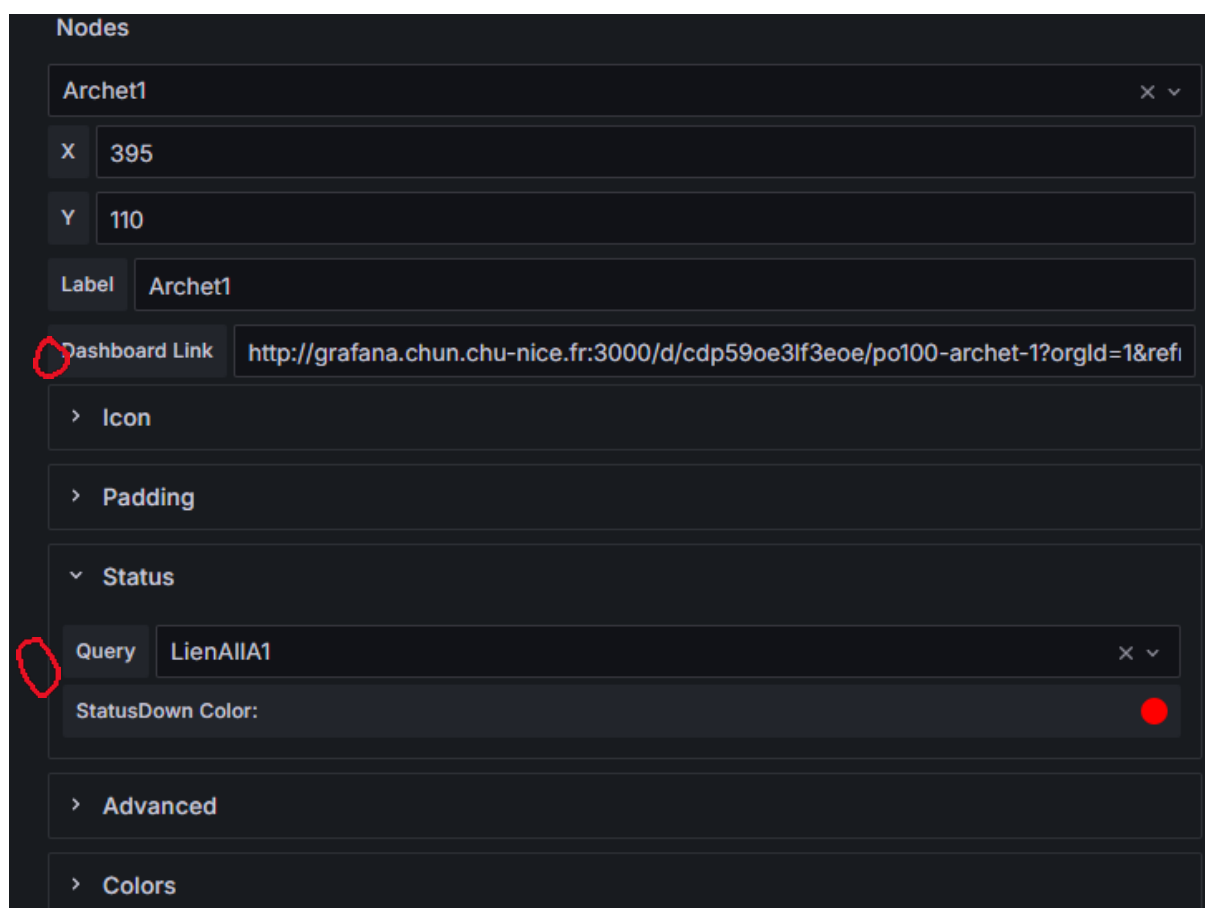 Nodes
Archet1
X 395
Y 110
Label Archet1
Dashboard Link http://grafana.chun.chu-nice.fr:3000/d/cdp59oe3lf3eoe/po100-archet-1?orgId=1&refr
Icon
Padding
Status
Query LienAllA1
StatusDown Color:
Advanced
Colors